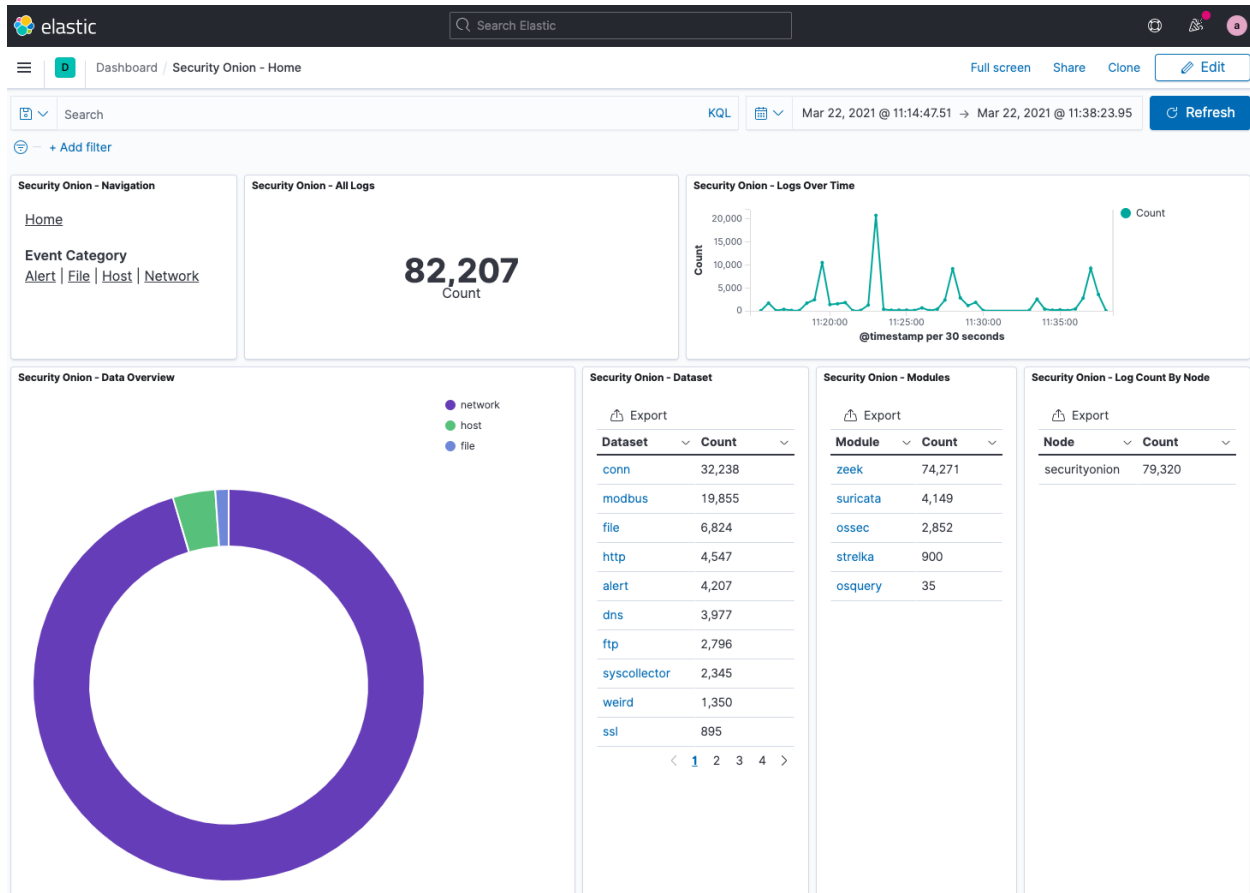 elastic
Search Elastic
a
D
Dashboard / Security Onion - Home
Full screen Share Clone Edit
Search
KQL
Mar 22, 2021 @ 11:14:47.51 → Mar 22, 2021 @ 11:38:23.95
Refresh
+ Add filter
Security Onion - Navigation
Home
Event Category
Alert | File | Host | Network
Security Onion - All Logs
82,207
Count
Security Onion - Logs Over Time
Count
20,000
15,000
10,000
5,000
0
Count
11:20:00 11:25:00 11:30:00 11:35:00
@timestamp per 30 seconds
Security Onion - Data Overview
network
host
file
Security Onion - Dataset
Export
Dataset Count
conn 32,238
modbus 19,855
file 6,824
http 4,547
alert 4,207
dns 3,977
ftp 2,796
syscollector 2,345
weird 1,350
ssl 895
< 1 2 3 4 >
Security Onion - Modules
Export
Module Count
zeek 74,271
suricata 4,149
ossec 2,852
strelka 900
osquery 35
Security Onion - Log Count By Node
Export
Node Count
securityonion 79,320